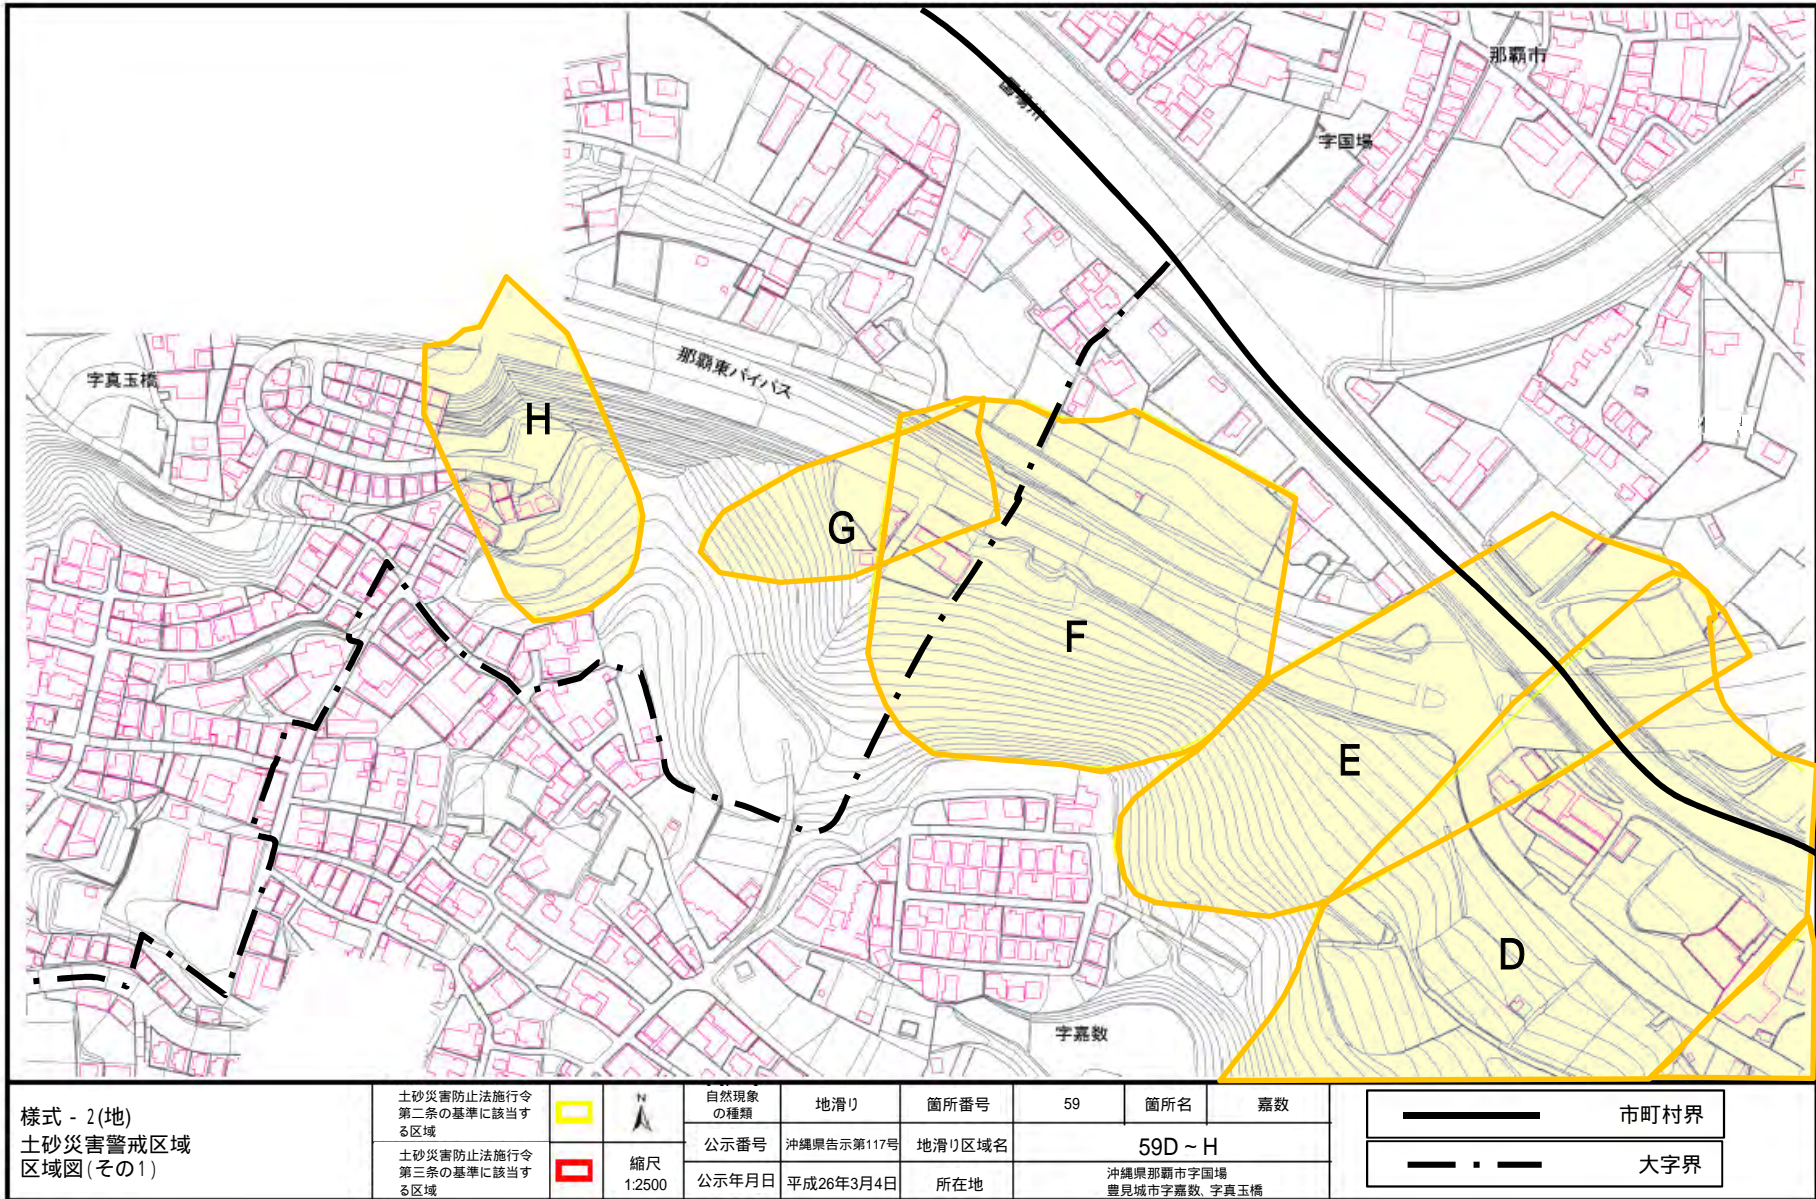 那覇市
国場川
字国場
那覇東バイパス
字真玉橋
H
G
F
E
D
字嘉数
様式 - 2(地)
土砂災害警戒区域
区域図(その1)
土砂災害防止法施行令
第二条の基準に該当す
る区域
土砂災害防止法施行令
第三条の基準に該当す
る区域
N
縮尺
1:2500
自然現象
の種類
地滑り
箇所番号
59
箇所名
嘉数
公示番号
沖縄県告示第117号
地滑り区域名
59D ~ H
公示年月日
平成26年3月4日
所在地
沖縄県那覇市字国場
豊見城市字嘉数、字真玉橋
市町村界
大字界